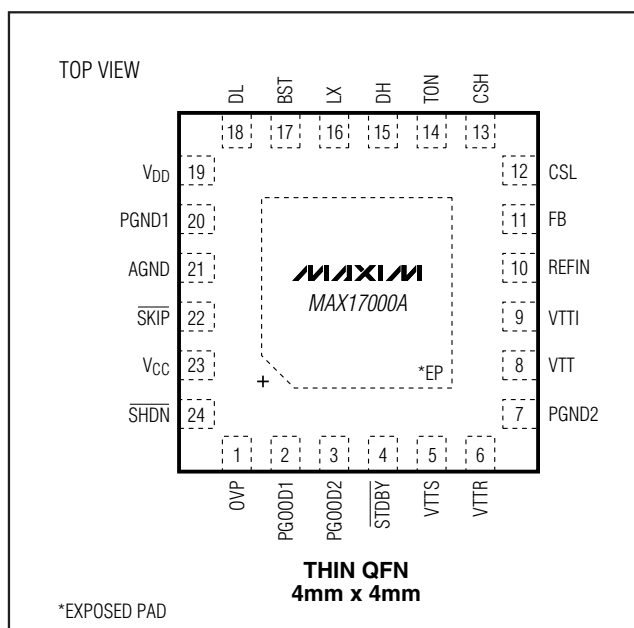 TOP VIEW
DL BST LX DH TON CSH
18 17 16 15 14 13
VDD 19
PGND1 20
AGND 21
SKIP 22
VCC 23
SHDN 24
12 CSL
11 FB
10 REFIN
9 VTTI
8 VTT
7 PGND2
MAXIM
MAX17000A
*EP
+
1 2 3 4 5 6
OVP PGOOD1 PGOOD2 STDBY VTTS VTTR
THIN QFN
4mm x 4mm
*EXPOSED PAD